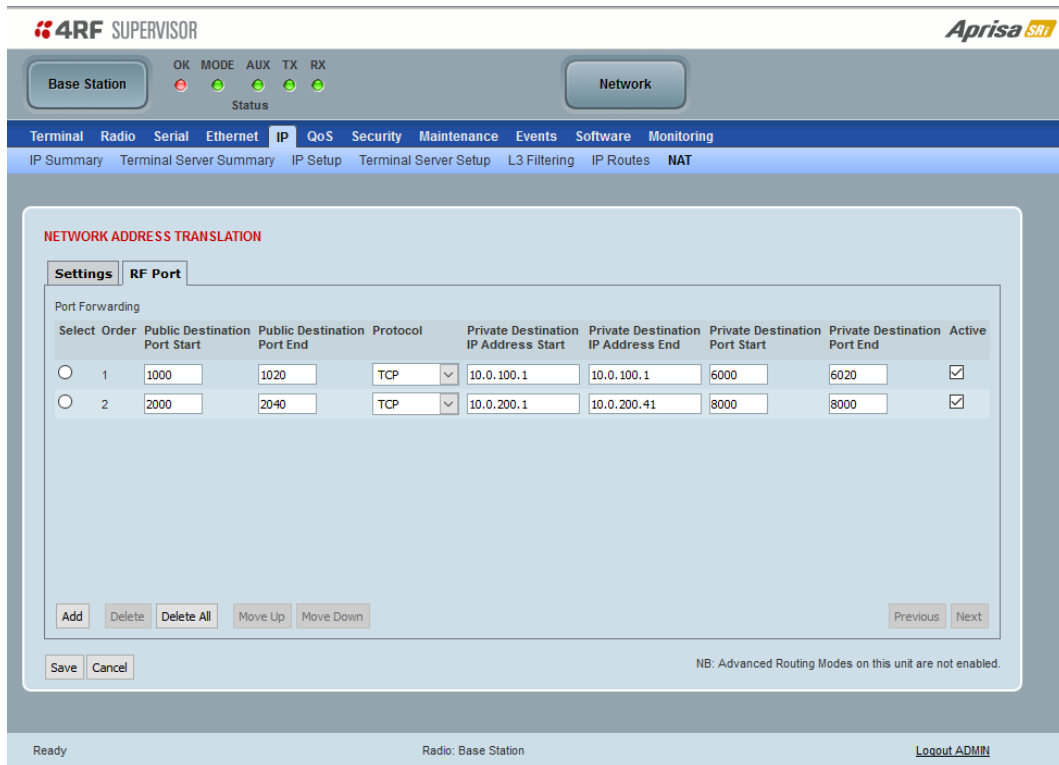 4RF SUPERVISOR
Aprisa SRi
Base Station
OK MODE AUX TX RX
Status
Network
Terminal Radio Serial Ethernet IP QoS Security Maintenance Events Software Monitoring
IP Summary Terminal Server Summary IP Setup Terminal Server Setup L3 Filtering IP Routes NAT
NETWORK ADDRESS TRANSLATION
Settings RF Port
Port Forwarding
Select Order Public Destination Port Start Public Destination Port End Protocol Private Destination IP Address Start Private Destination IP Address End Private Destination Port Start Private Destination Port End Active
1 1000 1020 TCP 10.0.100.1 10.0.100.1 6000 6020
2 2000 2040 TCP 10.0.200.1 10.0.200.41 8000 8000
Add Delete Delete All Move Up Move Down Previous Next
Save Cancel
NB: Advanced Routing Modes on this unit are not enabled.
Ready Radio: Base Station Logout ADMIN